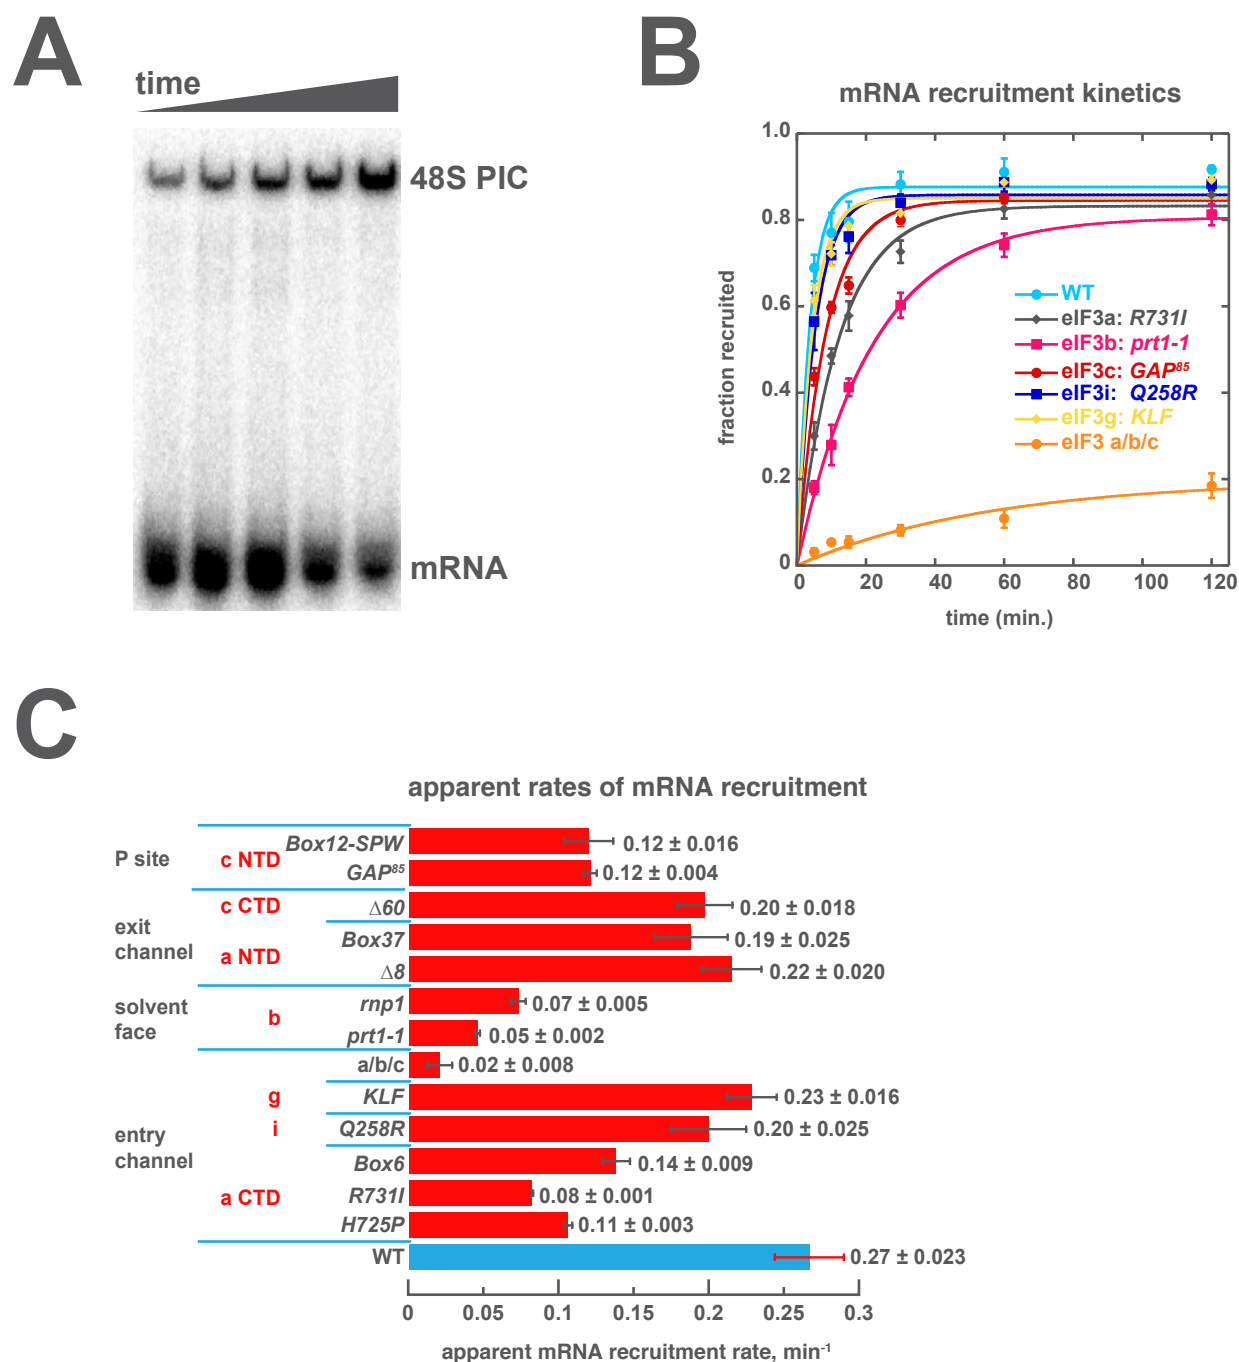 A
time
48S PIC
mRNA
B
mRNA recruitment kinetics
1.0
0.8
0.6
0.4
0.2
0
fraction recruited
WT
eIF3a: R731I
eIF3b: prt1-1
eIF3c: GAP⁸⁵
eIF3i: Q258R
eIF3g: KLF
eIF3 a/b/c
0 20 40 60 80 100 120
time (min.)
C
apparent rates of mRNA recruitment
P site
c NTD
Box12-SPW
0.12 ± 0.016
GAP⁸⁵
0.12 ± 0.004
exit
channel
c CTD
Δ60
0.20 ± 0.018
a NTD
Box37
0.19 ± 0.025
Δ8
0.22 ± 0.020
solvent
face
b
rnp1
0.07 ± 0.005
prt1-1
0.05 ± 0.002
entry
channel
a/b/c
0.02 ± 0.008
g
KLF
0.23 ± 0.016
i
Q258R
0.20 ± 0.025
a CTD
Box6
0.14 ± 0.009
R731I
0.08 ± 0.001
H725P
0.11 ± 0.003
WT
0.27 ± 0.023
0 0.05 0.1 0.15 0.2 0.25 0.3
apparent mRNA recruitment rate, min⁻¹